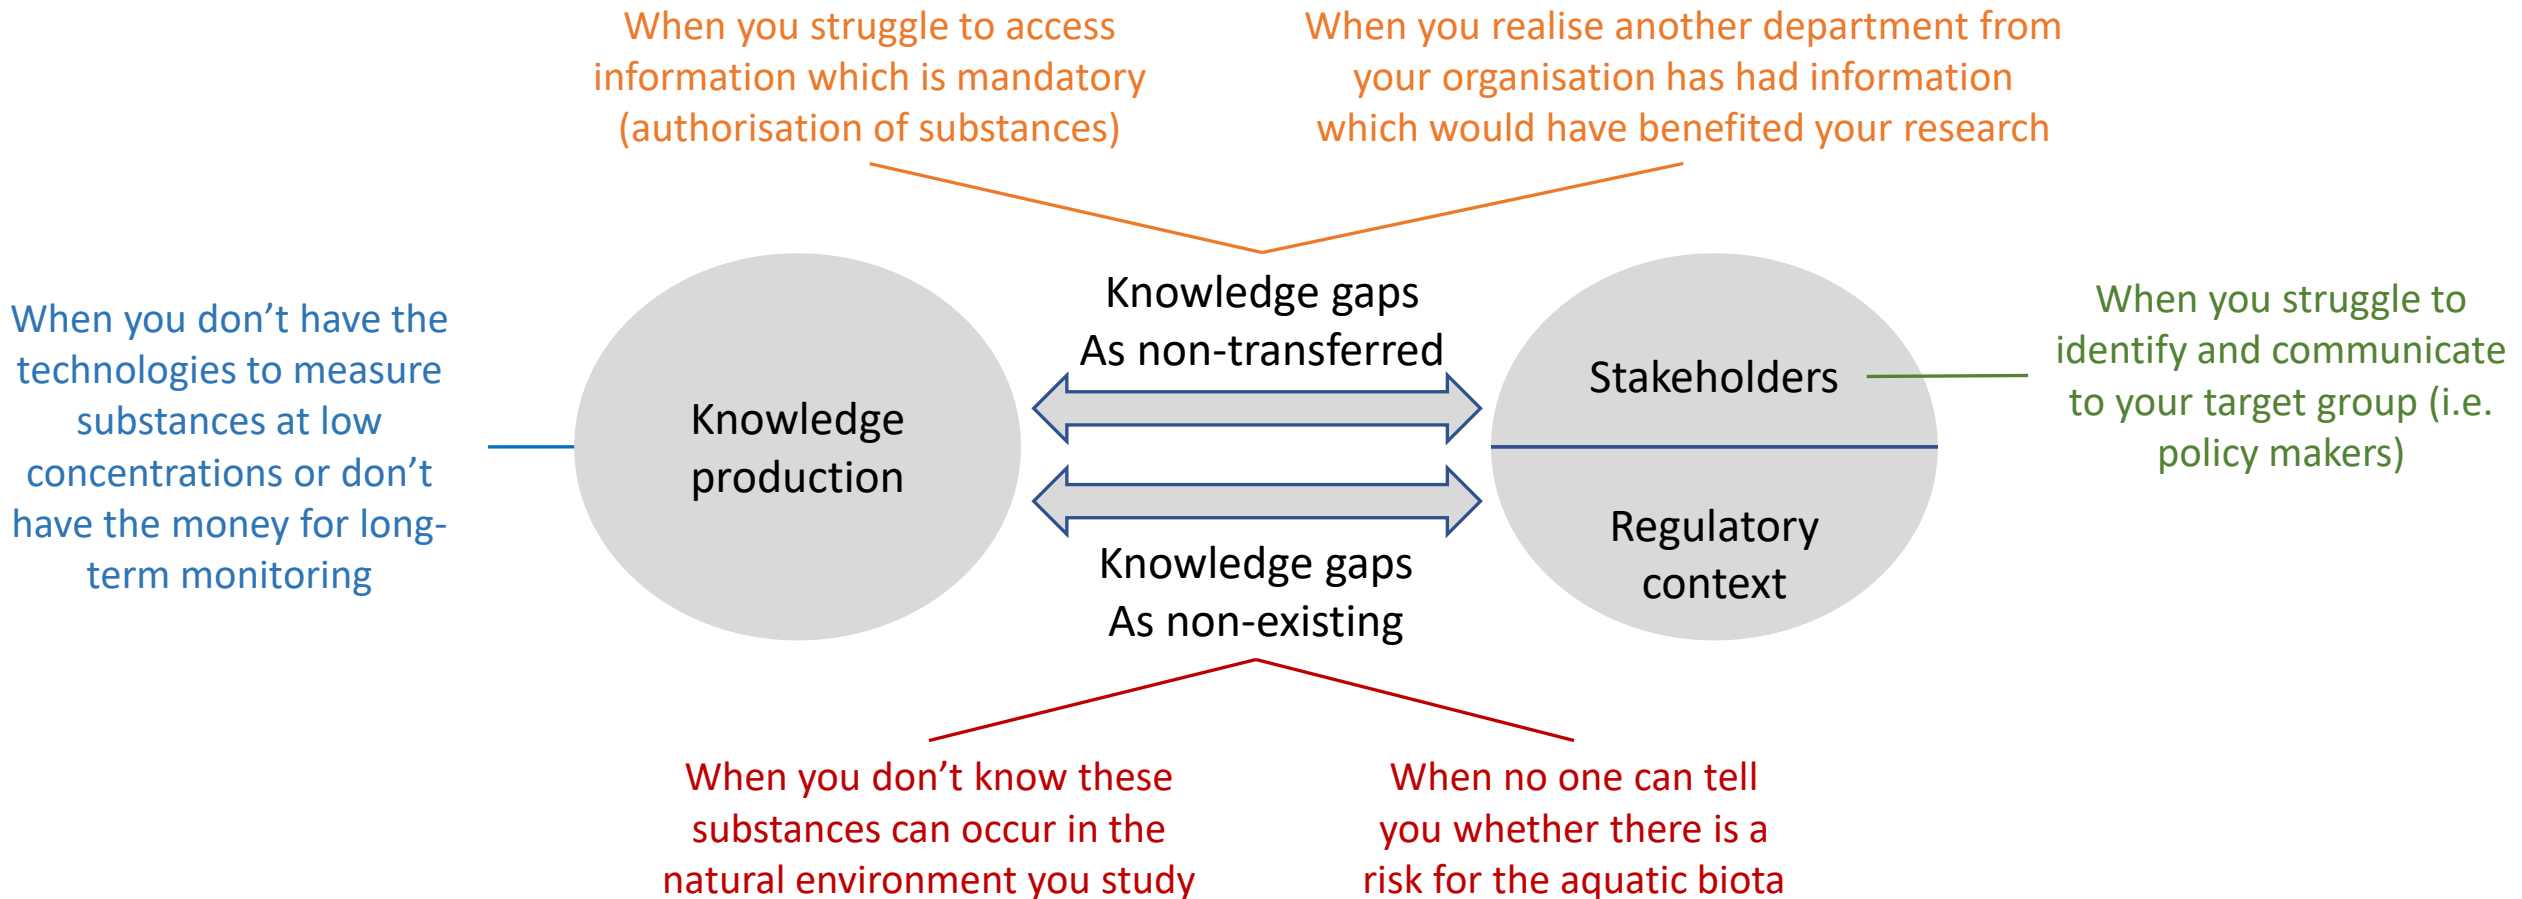 When you struggle to access
information which is mandatory
(authorisation of substances)
When you realise another department from
your organisation has had information
which would have benefited your research
When you don’t have the
technologies to measure
substances at low
concentrations or don’t
have the money for long-
term monitoring
Knowledge
production
Knowledge gaps
As non-transferred
Knowledge gaps
As non-existing
Stakeholders
Regulatory
context
When you struggle to
identify and communicate
to your target group (i.e.
policy makers)
When you don’t know these
substances can occur in the
natural environment you study
When no one can tell
you whether there is a
risk for the aquatic biota